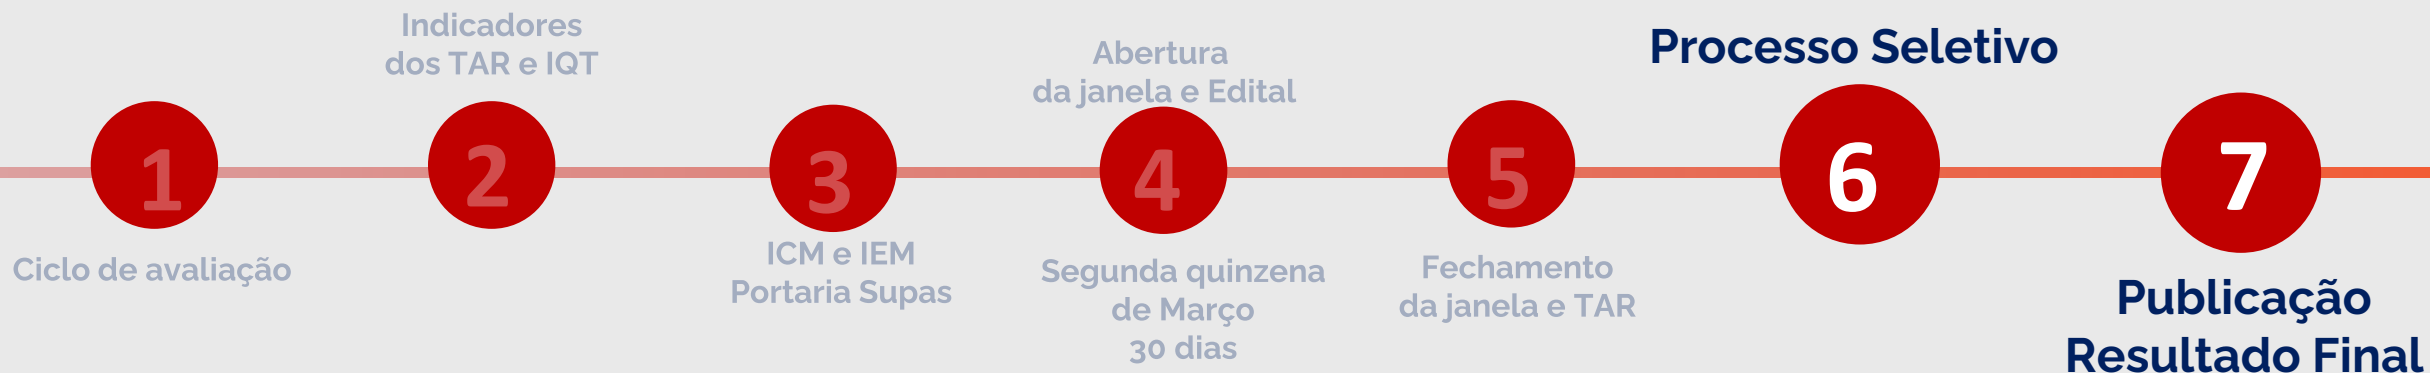 1
Ciclo de avaliação
Indicadores
dos TAR e IQT
2
3
ICM e IEM
Portaria Supas
Abertura
da janela e Edital
4
Segunda quinzena
de Março
30 dias
5
Fechamento
da janela e TAR
Processo Seletivo
6
7
Publicação
Resultado Final